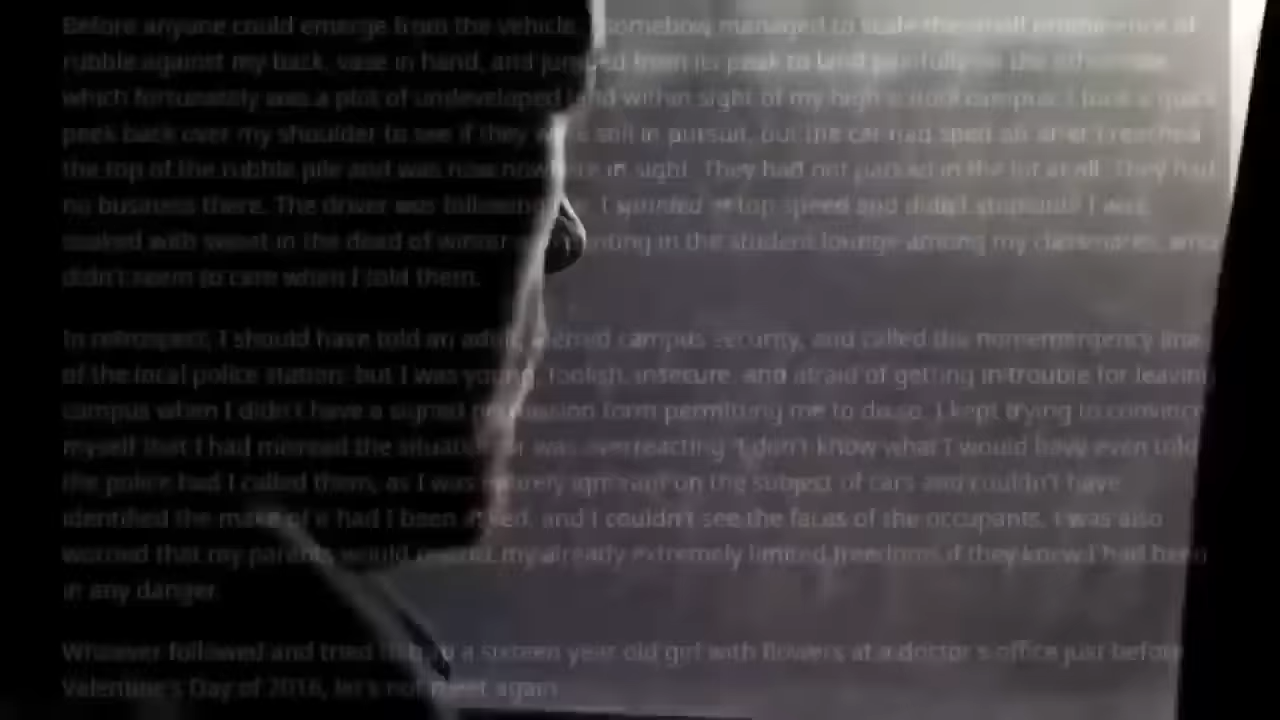 Before anyone could emerge from the vehicle, I somehow managed to scale the small eminence of
rubble against my back, vase in hand, and jumped from its peak to land painfully on the other side
which fortunately was a plot of undeveloped land within sight of my high school campus. I took a quick
peek back over my shoulder to see if they were still in pursuit, but the car had sped off after I reached
the top of the rubble pile and was now nowhere in sight. They had not parked in the lot at all. They had
no business there. The driver was following me. I sprinted at top speed and didn't stop until I was
soaked with sweat in the dead of winter panting in the student lounge among my classmates, who
didn't seem to care when I told them.
In retrospect, I should have told an adult, alerted campus security, and called the nonemergency line
of the local police station; but I was young, foolish, insecure, and afraid of getting in trouble for leaving
campus when I didn't have a signed permission form permitting me to do so. I kept trying to convince
myself that I had misread the situation or was overreacting. I don't know what I would have even told
the police had I called them, as I was entirely ignorant on the subject of cars and couldn't have
identified the make of it had I been asked, and I couldn't see the faces of the occupants. I was also
worried that my parents would my already extremely limited freedoms if they knew I had been
in any danger.
Whoever followed and tried to a sixteen year old girl with flowers at a doctor's office just before
Valentine's Day of 2016, let's not meet again.